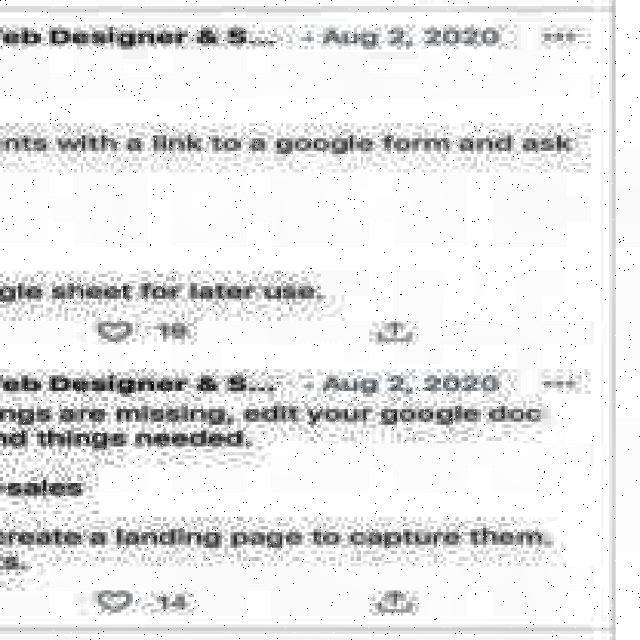 eb Designer & S... · Aug 2, 2020
nts with a link to a google form and ask
gle sheet for later use.
eb Designer & S... · Aug 2, 2020
ngs are missing, edit your google doc
nd things needed.
-sales
create a landing page to capture them.
s.
14